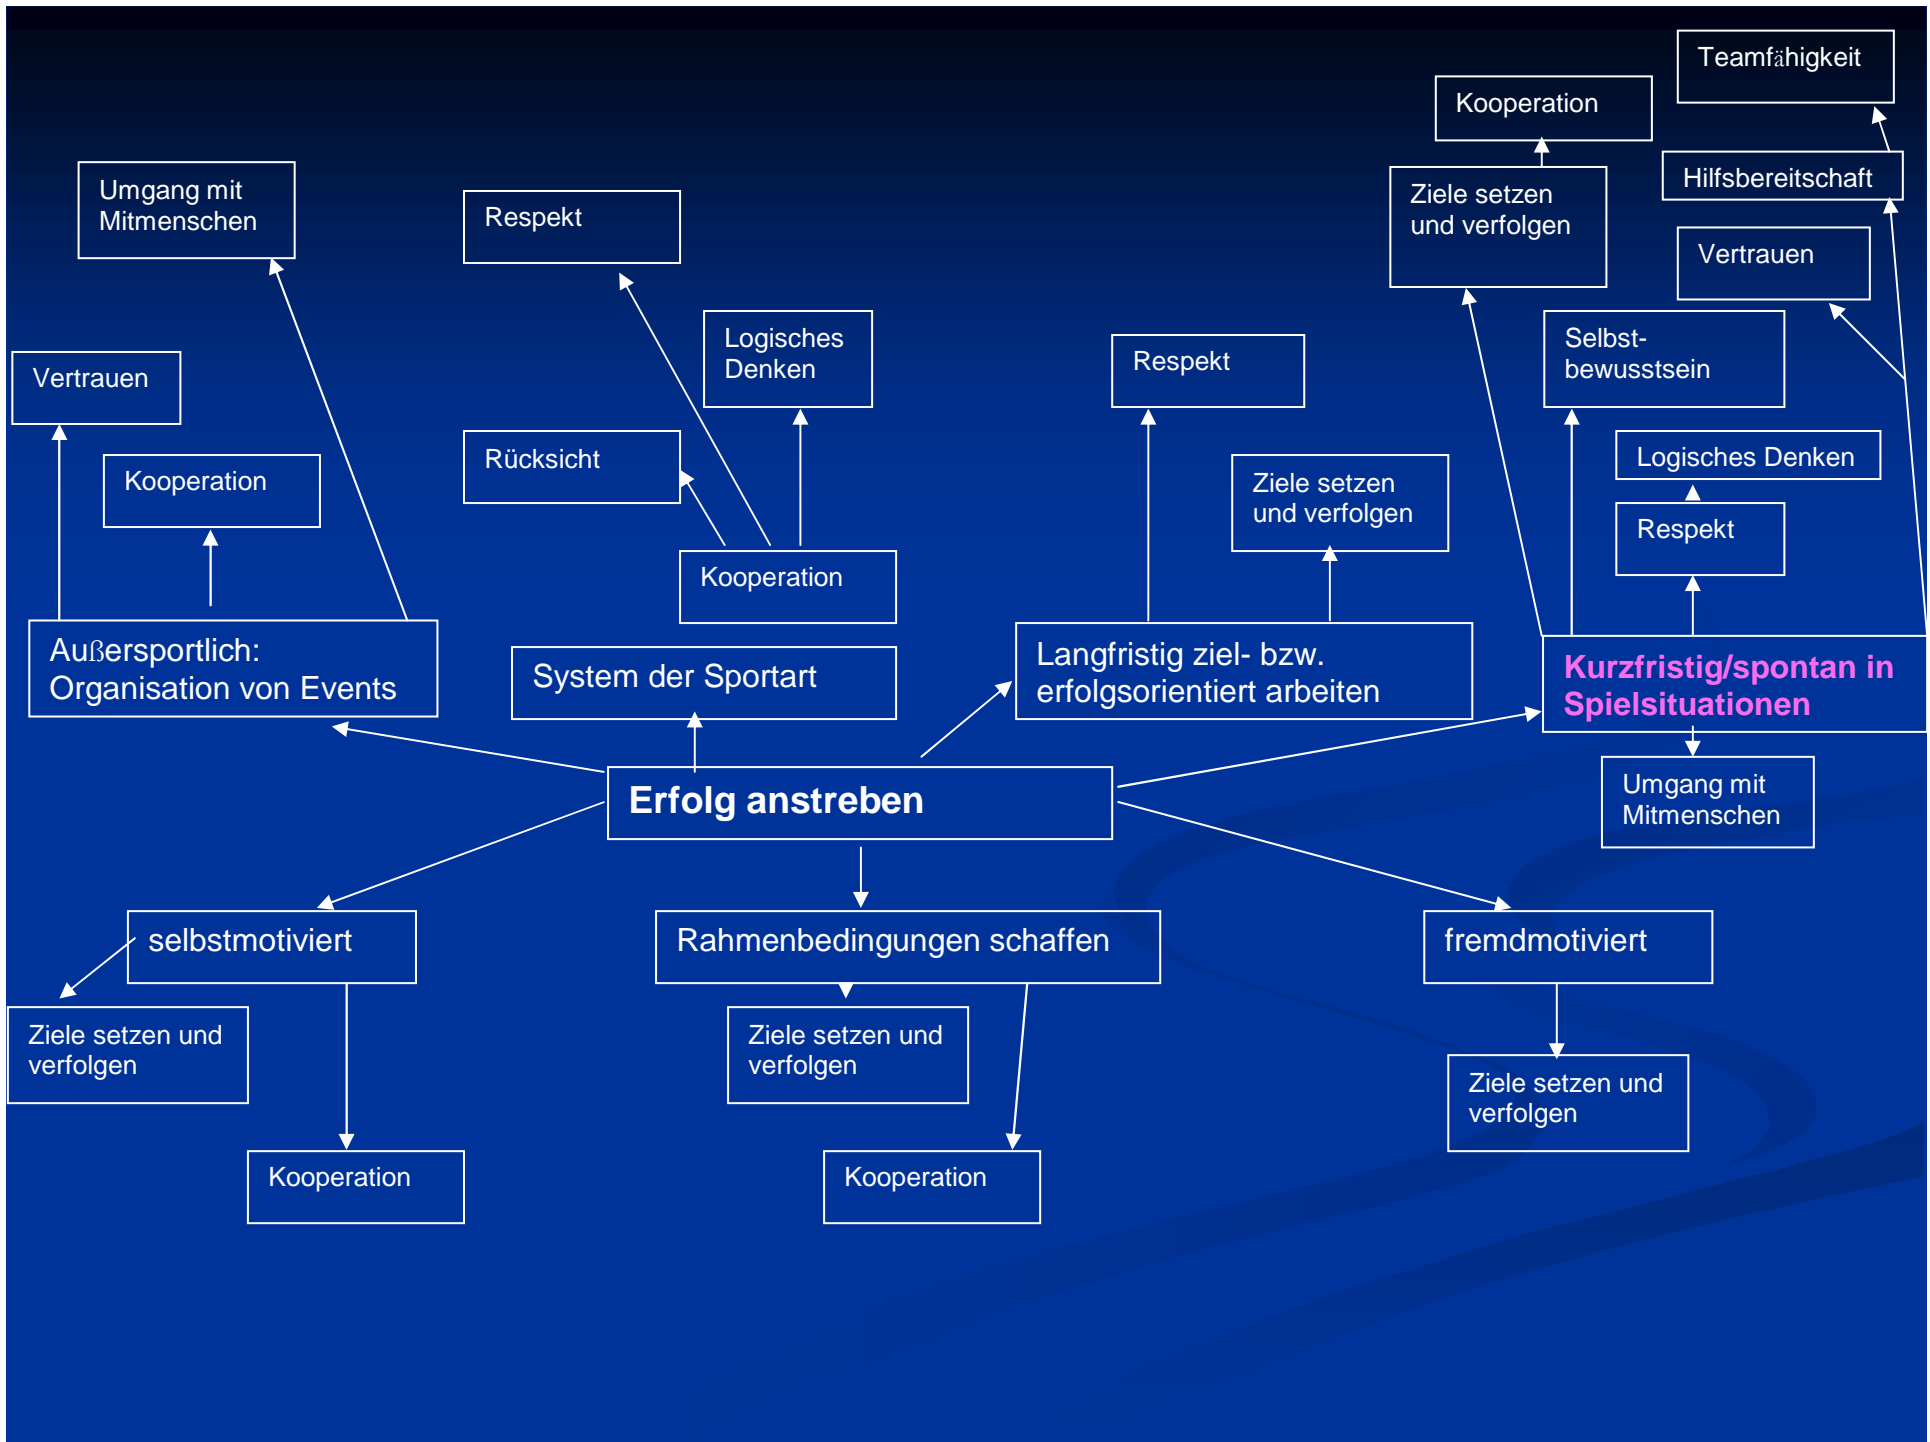 Teamfähigkeit
Kooperation
Hilfsbereitschaft
Umgang mit
Mitmenschen
Respekt
Ziele setzen
und verfolgen
Vertrauen
Logisches
Denken
Respekt
Selbst-
bewusstsein
Vertrauen
Kooperation
Rücksicht
Ziele setzen
und verfolgen
Logisches Denken
Respekt
Kooperation
Außersportlich:
Organisation von Events
System der Sportart
Langfristig ziel- bzw.
erfolgsorientiert arbeiten
Kurzfristig/spontan in
Spielsituationen
Erfolg anstreben
Umgang mit
Mitmenschen
selbstmotiviert
Rahmenbedingungen schaffen
fremdmotiviert
Ziele setzen und
verfolgen
Ziele setzen und
verfolgen
Ziele setzen und
verfolgen
Kooperation
Kooperation